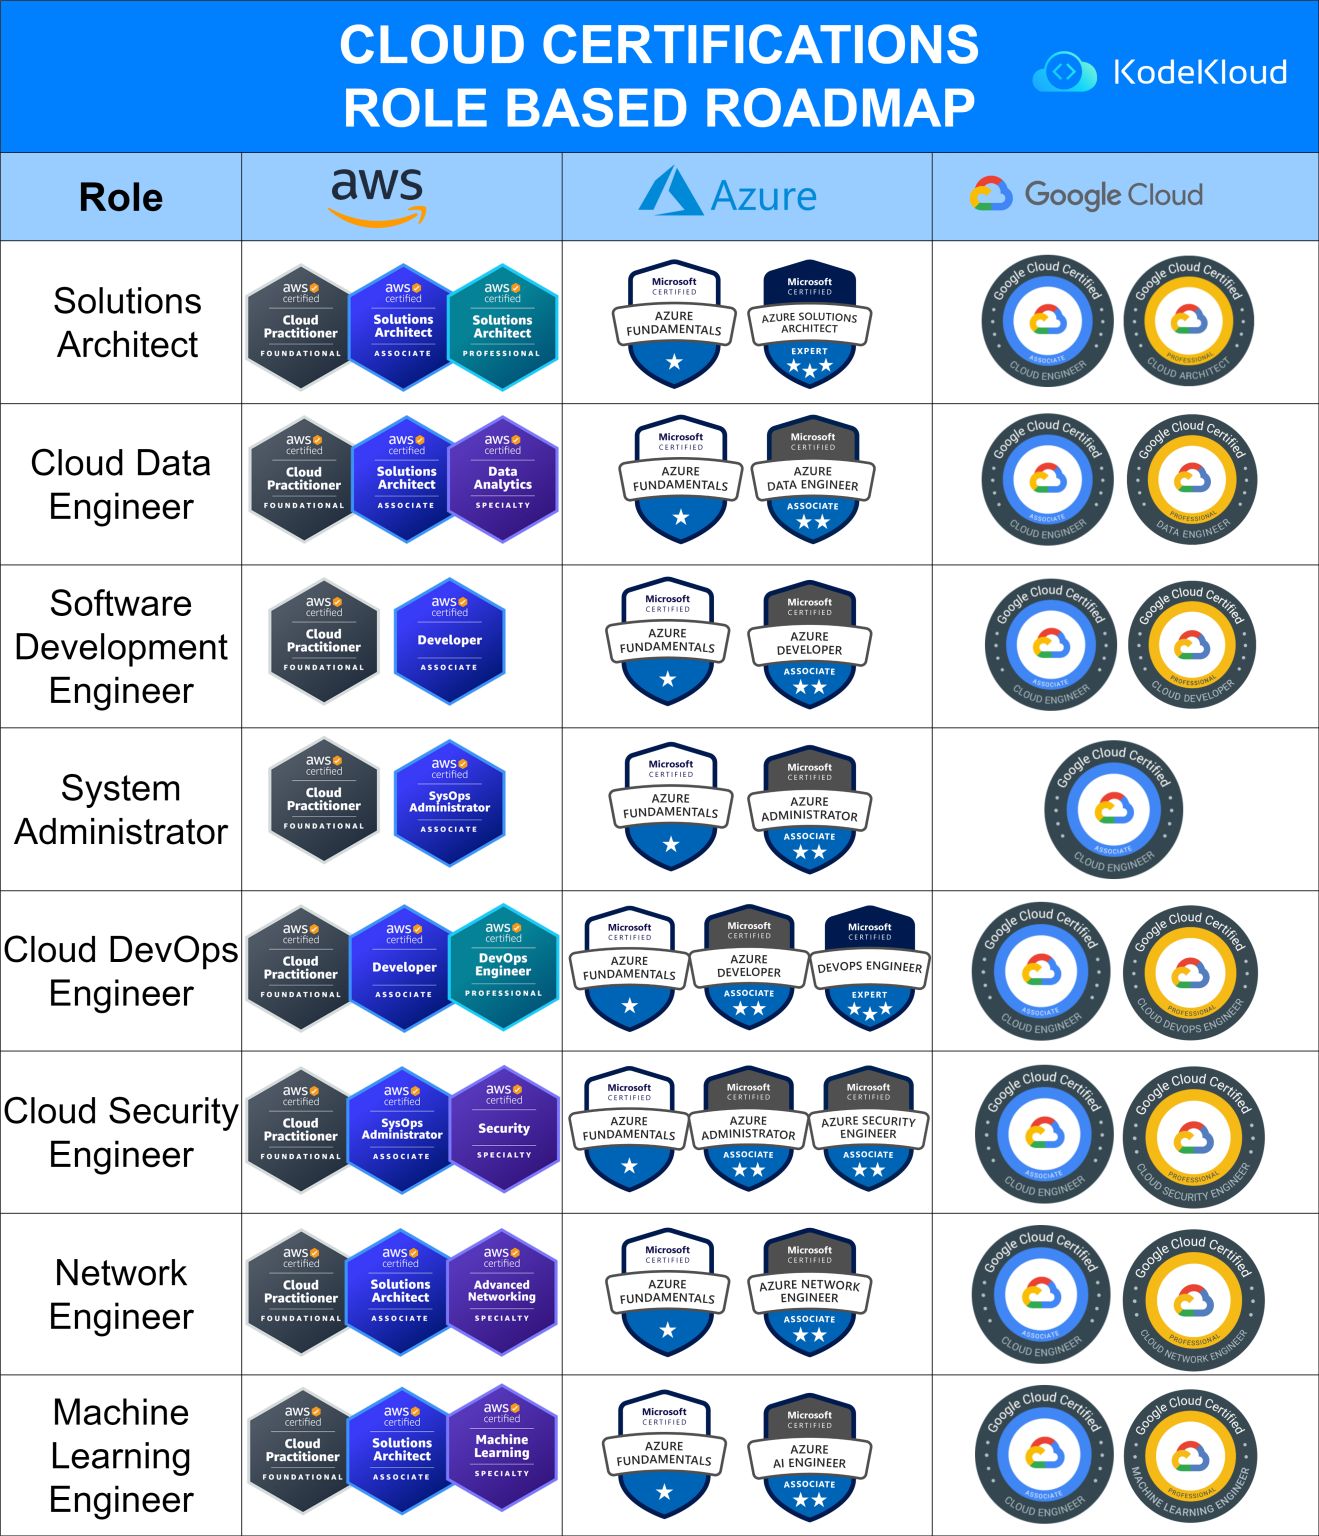 CLOUD CERTIFICATIONS
ROLE BASED ROADMAP
KodeKloud
Role
aws
Azure
Google Cloud
Solutions
Architect
aws
certified
Cloud
Practitioner
FOUNDATIONAL
aws
certified
Solutions
Architect
ASSOCIATE
aws
certified
Solutions
Architect
PROFESSIONAL
Microsoft
CERTIFIED
AZURE
FUNDAMENTALS
Microsoft
CERTIFIED
AZURE SOLUTIONS
ARCHITECT
EXPERT
Google Cloud Certified
ASSOCIATE
CLOUD ENGINEER
Google Cloud Certified
PROFESSIONAL
CLOUD ARCHITECT
Cloud Data
Engineer
aws
certified
Cloud
Practitioner
FOUNDATIONAL
aws
certified
Solutions
Architect
ASSOCIATE
aws
certified
Data
Analytics
SPECIALTY
Microsoft
CERTIFIED
AZURE
FUNDAMENTALS
Microsoft
CERTIFIED
AZURE
DATA ENGINEER
ASSOCIATE
Google Cloud Certified
ASSOCIATE
CLOUD ENGINEER
Google Cloud Certified
PROFESSIONAL
DATA ENGINEER
Software
Development
Engineer
aws
certified
Cloud
Practitioner
FOUNDATIONAL
aws
certified
Developer
ASSOCIATE
Microsoft
CERTIFIED
AZURE
FUNDAMENTALS
Microsoft
CERTIFIED
AZURE
DEVELOPER
ASSOCIATE
Google Cloud Certified
ASSOCIATE
CLOUD ENGINEER
Google Cloud Certified
PROFESSIONAL
CLOUD DEVELOPER
System
Administrator
aws
certified
Cloud
Practitioner
FOUNDATIONAL
aws
certified
SysOps
Administrator
ASSOCIATE
Microsoft
CERTIFIED
AZURE
FUNDAMENTALS
Microsoft
CERTIFIED
AZURE
ADMINISTRATOR
ASSOCIATE
Google Cloud Certified
ASSOCIATE
CLOUD ENGINEER
Cloud DevOps
Engineer
aws
certified
Cloud
Practitioner
FOUNDATIONAL
aws
certified
Developer
ASSOCIATE
aws
certified
DevOps
Engineer
PROFESSIONAL
Microsoft
CERTIFIED
AZURE
FUNDAMENTALS
Microsoft
CERTIFIED
AZURE
DEVELOPER
ASSOCIATE
Microsoft
CERTIFIED
DEVOPS ENGINEER
EXPERT
Google Cloud Certified
ASSOCIATE
CLOUD ENGINEER
Google Cloud Certified
PROFESSIONAL
CLOUD DEVOPS ENGINEER
Cloud Security
Engineer
aws
certified
Cloud
Practitioner
FOUNDATIONAL
aws
certified
SysOps
Administrator
ASSOCIATE
aws
certified
Security
SPECIALTY
Microsoft
CERTIFIED
AZURE
FUNDAMENTALS
Microsoft
CERTIFIED
AZURE
ADMINISTRATOR
ASSOCIATE
Microsoft
CERTIFIED
AZURE SECURITY
ENGINEER
ASSOCIATE
Google Cloud Certified
ASSOCIATE
CLOUD ENGINEER
Google Cloud Certified
PROFESSIONAL
CLOUD SECURITY ENGINEER
Network
Engineer
aws
certified
Cloud
Practitioner
FOUNDATIONAL
aws
certified
Solutions
Architect
ASSOCIATE
aws
certified
Advanced
Networking
SPECIALTY
Microsoft
CERTIFIED
AZURE
FUNDAMENTALS
Microsoft
CERTIFIED
AZURE NETWORK
ENGINEER
ASSOCIATE
Google Cloud Certified
ASSOCIATE
CLOUD ENGINEER
Google Cloud Certified
PROFESSIONAL
CLOUD NETWORK ENGINEER
Machine
Learning
Engineer
aws
certified
Cloud
Practitioner
FOUNDATIONAL
aws
certified
Solutions
Architect
ASSOCIATE
aws
certified
Machine
Learning
SPECIALTY
Microsoft
CERTIFIED
AZURE
FUNDAMENTALS
Microsoft
CERTIFIED
AZURE
AI ENGINEER
ASSOCIATE
Google Cloud Certified
ASSOCIATE
CLOUD ENGINEER
Google Cloud Certified
PROFESSIONAL
MACHINE LEARNING ENGINEER